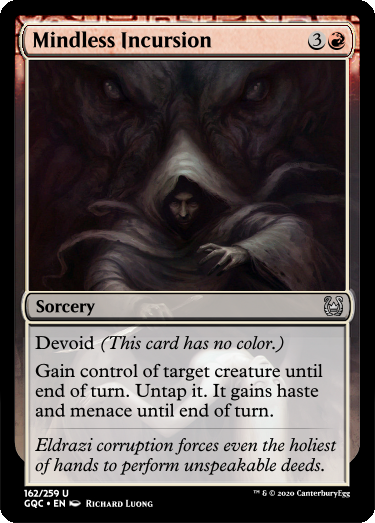 Mindless Incursion 3
Sorcery
Devoid (This card has no color.)
Gain control of target creature until
end of turn. Untap it. It gains haste
and menace until end of turn.
Eldrazi corruption forces even the holiest
of hands to perform unspeakable deeds.
162/259 U
GQC • EN Richard Luong
™ & © 2020 CanterburyEgg